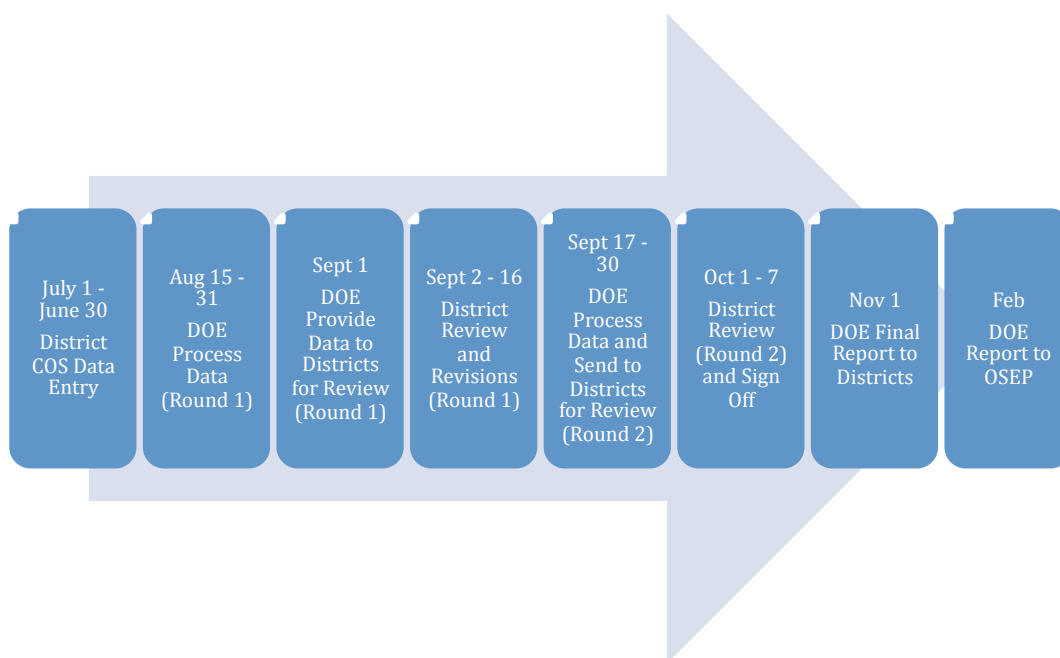 July 1 -
June 30
District
COS Data
Entry
Aug 15 -
31
DOE
Process
Data
(Round 1)
Sept 1
DOE
Provide
Data to
Districts
for Review
(Round 1)
Sept 2 - 16
District
Review
and
Revisions
(Round 1)
Sept 17 -
30
DOE
Process
Data and
Send to
Districts
for Review
(Round 2)
Oct 1 - 7
District
Review
(Round 2)
and Sign
Off
Nov 1
DOE Final
Report to
Districts
Feb
DOE
Report to
OSEP